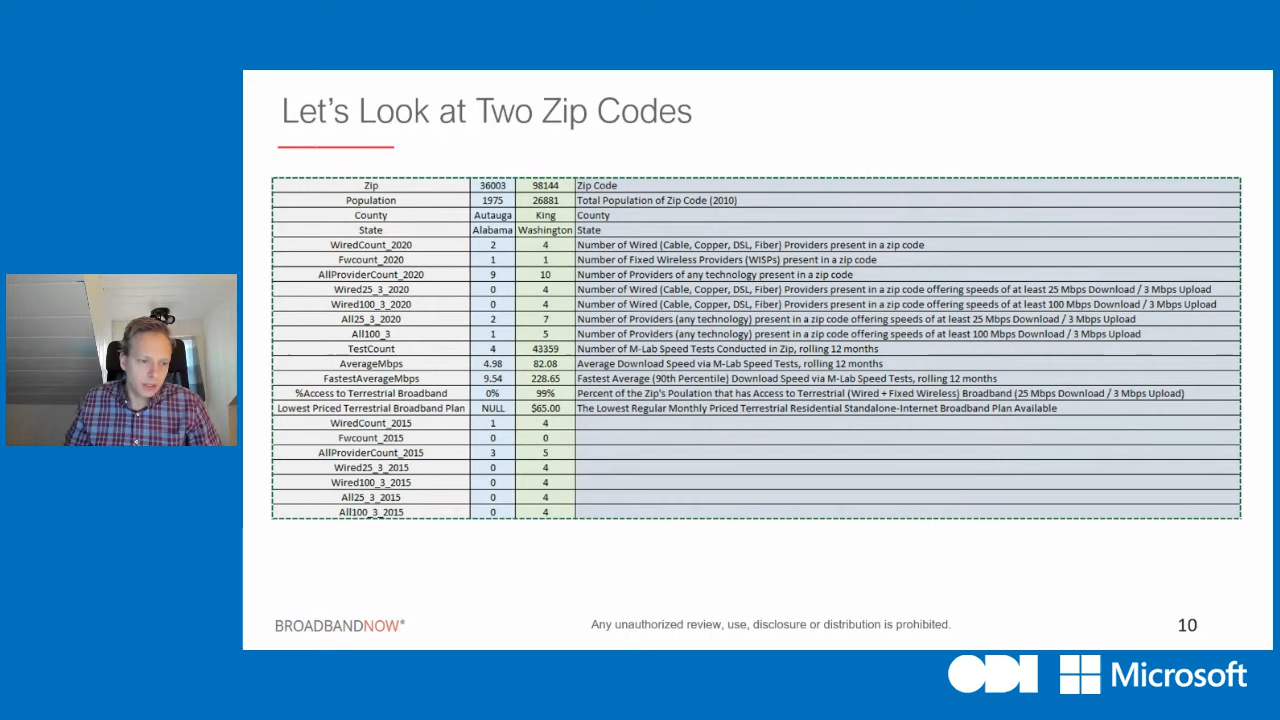 Let's Look at Two Zip Codes
Zip 36003 98144 Zip Code
Population 1975 26881 Total Population of Zip Code (2010)
County Autauga King County
State Alabama Washington State
WiredCount_2020 2 4 Number of Wired (Cable, Copper, DSL, Fiber) Providers present in a zip code
Fwcount_2020 1 1 Number of Fixed Wireless Providers (WISPs) present in a zip code
AllProviderCount_2020 9 10 Number of Providers of any technology present in a zip code
Wired25_3_2020 0 4 Number of Wired (Cable, Copper, DSL, Fiber) Providers present in a zip code offering speeds of at least 25 Mbps Download / 3 Mbps Upload
Wired100_3_2020 0 4 Number of Wired (Cable, Copper, DSL, Fiber) Providers present in a zip code offering speeds of at least 100 Mbps Download / 3 Mbps Upload
All25_3_2020 2 7 Number of Providers (any technology) present in a zip code offering speeds of at least 25 Mbps Download / 3 Mbps Upload
All100_3 1 5 Number of Providers (any technology) present in a zip code offering speeds of at least 100 Mbps Download / 3 Mbps Upload
TestCount 4 43359 Number of M-Lab Speed Tests Conducted in Zip, rolling 12 months
AverageMbps 4.98 82.08 Average Download Speed via M-Lab Speed Tests, rolling 12 months
FastestAverageMbps 9.54 228.65 Fastest Average (90th Percentile) Download Speed via M-Lab Speed Tests, rolling 12 months
%Access to Terrestrial Broadband 0% 99% Percent of the Zip's Poulation that has Access to Terrestrial (Wired + Fixed Wireless) Broadband (25 Mbps Download / 3 Mbps Upload)
Lowest Priced Terrestrial Broadband Plan NULL $65.00 The Lowest Regular Monthly Priced Terrestrial Residential Standalone-Internet Broadband Plan Available
WiredCount_2015 1 4
Fwcount_2015 0 0
AllProviderCount_2015 3 5
Wired25_3_2015 0 4
Wired100_3_2015 0 4
All25_3_2015 0 4
All100_3_2015 0 4
BROADBANDNOW® Any unauthorized review, use, disclosure or distribution is prohibited. 10
ODI Microsoft